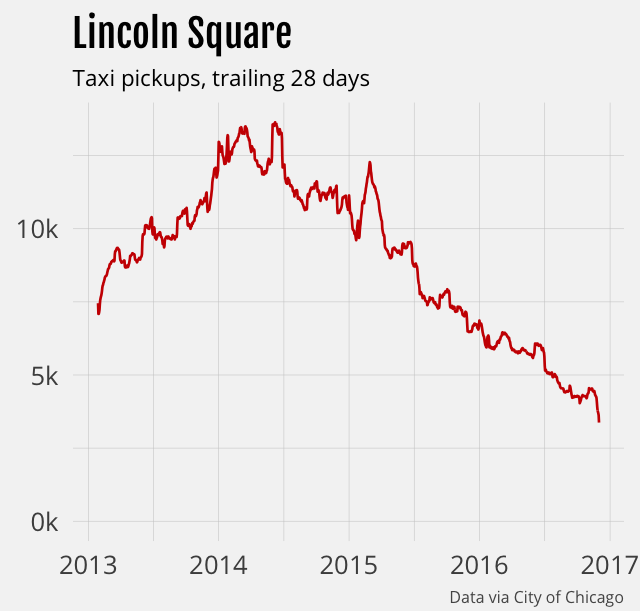 Lincoln Square
Taxi pickups, trailing 28 days
10k
5k
0k
2013 2014 2015 2016 2017
Data via City of Chicago